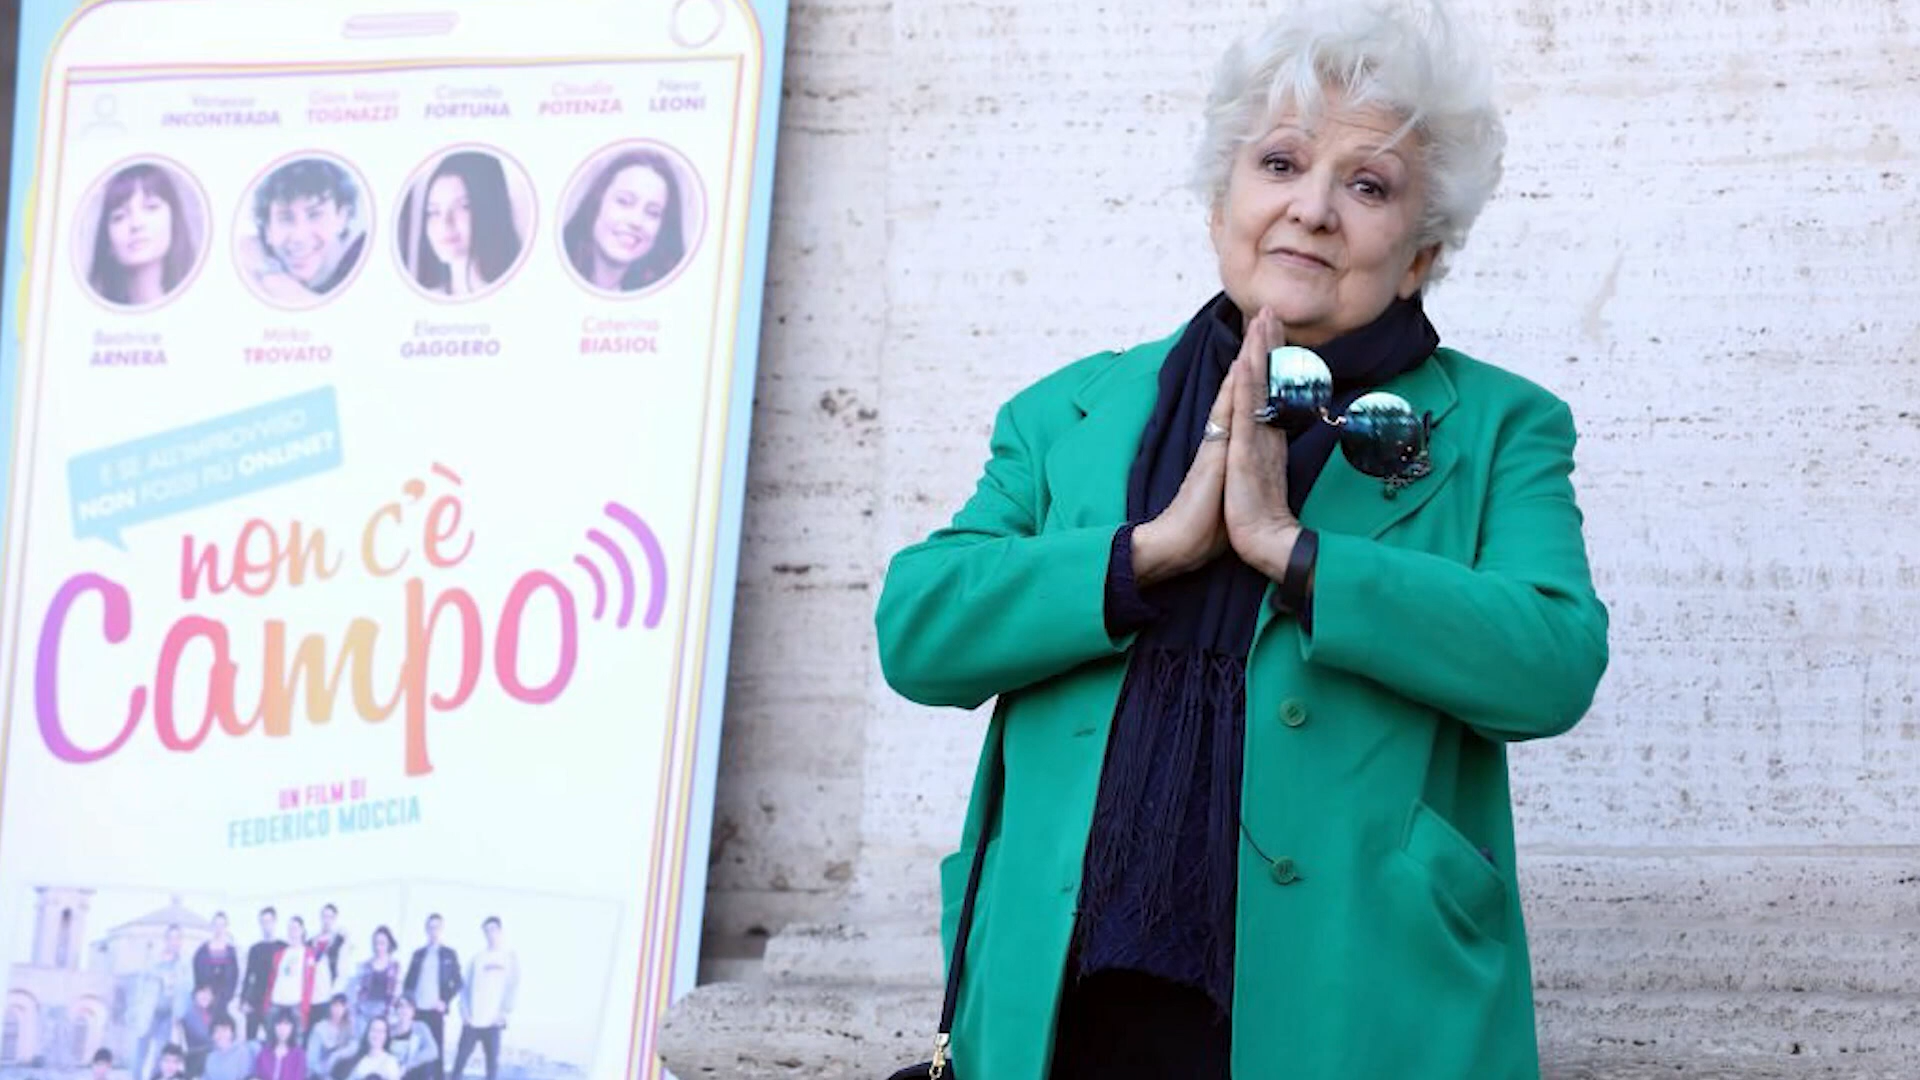 Vanessa Gian Marco Corrado Claudia Neva
INCONTRADA TOGNAZZI FORTUNA POTENZA LEONI
Beatrice Mirko Eleonora Caterina
ARNERA TROVATO GAGGERO BIASIOL
E SE ALL'IMPROVVISO
NON FOSSI PIÙ ONLINE?
non c'è
Campo
UN FILM DI
FEDERICO MOCCIA